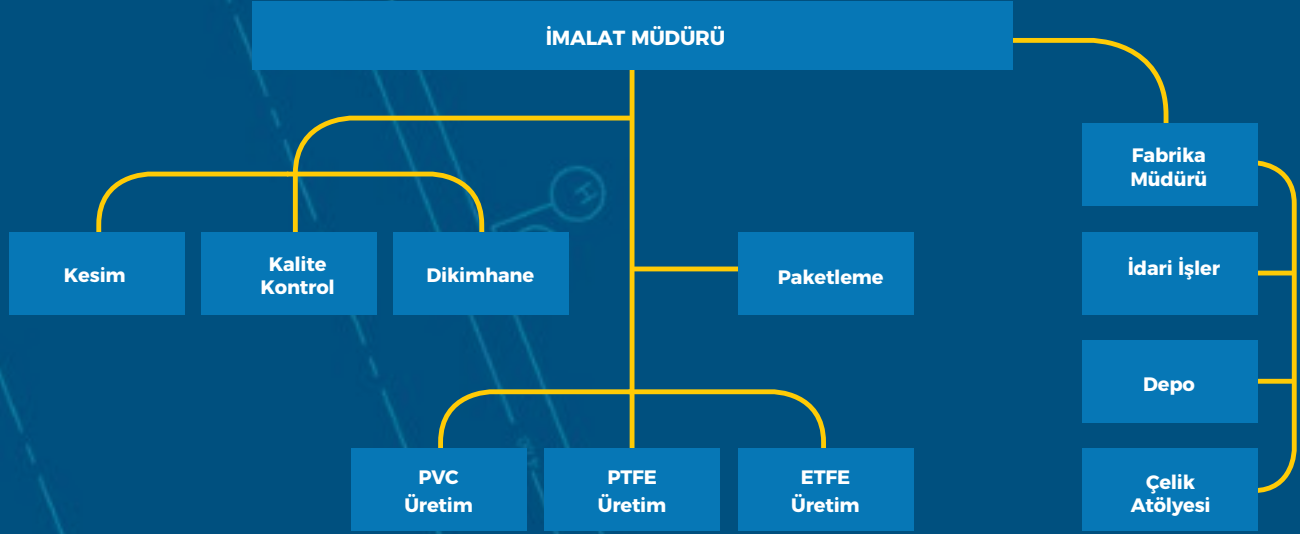 İMALAT MÜDÜRÜ
Fabrika
Müdürü
Kesim
Kalite
Kontrol
Dikimhane
Paketleme
İdari İşler
Depo
PVC
Üretim
PTFE
Üretim
ETFE
Üretim
Çelik
Atölyesi
H